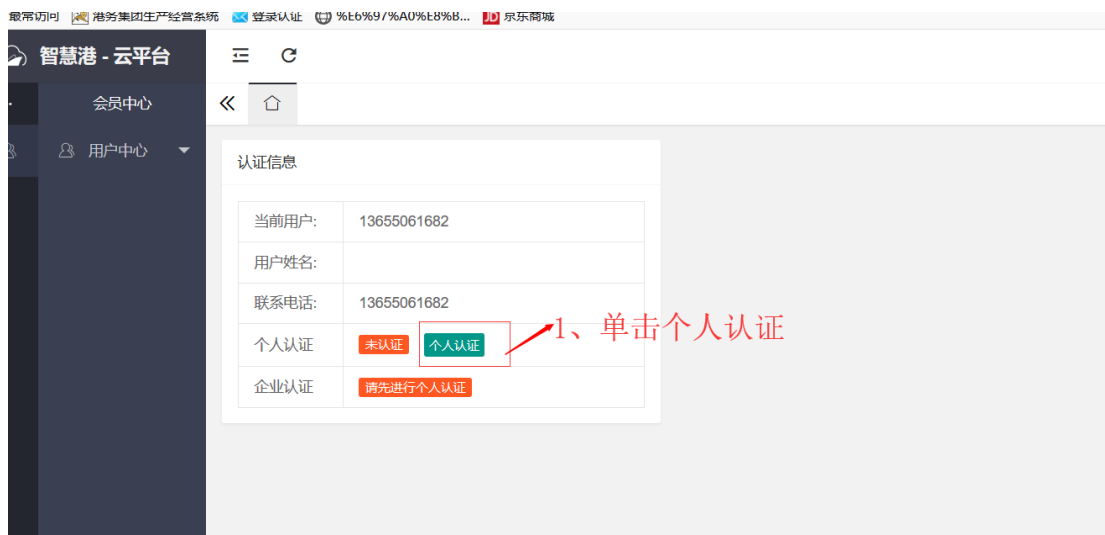 最常访问 港务集团生产经营系统 登录认证 %E6%97%A0%E8%B... JD 京东商城
智慧港 - 云平台
会员中心
用户中心
认证信息
当前用户: 13655061682
用户姓名:
联系电话: 13655061682
个人认证 未认证 个人认证
1、单击个人认证
企业认证 请先进行个人认证